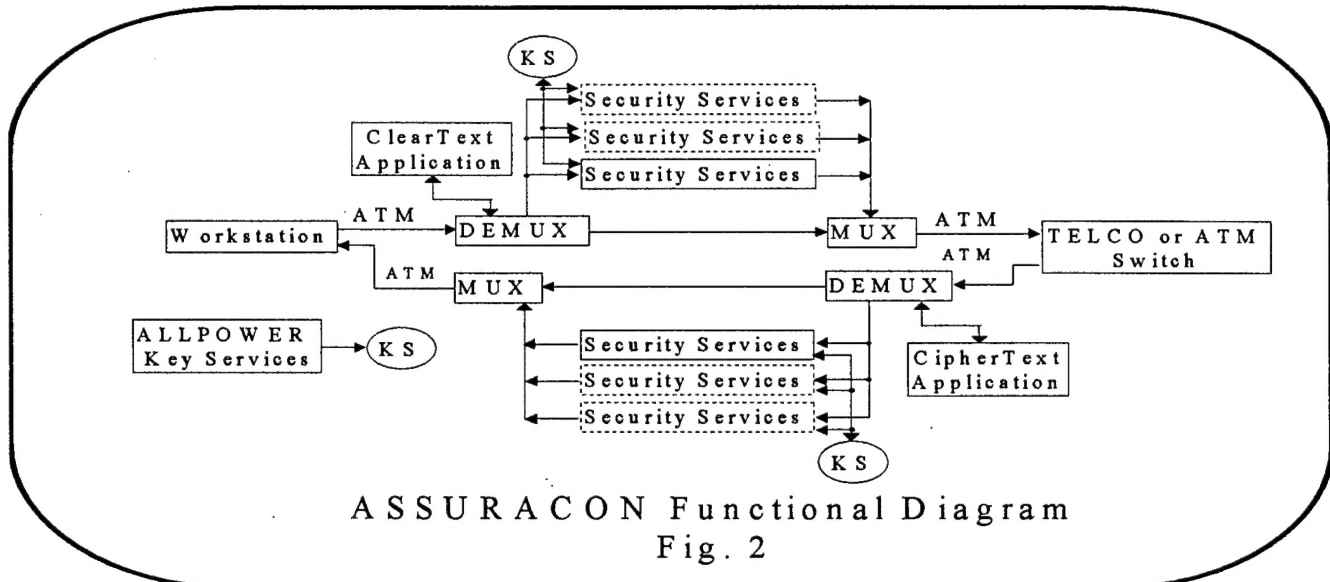 KS
Security Services
Security Services
Security Services
ClearText
Application
ATM
Workstation
DEMUX
MUX
ATM
TELCO or ATM
Switch
ATM
ATM
MUX
DEMUX
ALLPOWER
Key Services
KS
Security Services
Security Services
Security Services
CipherText
Application
KS
ASSURACON Functional Diagram
Fig. 2